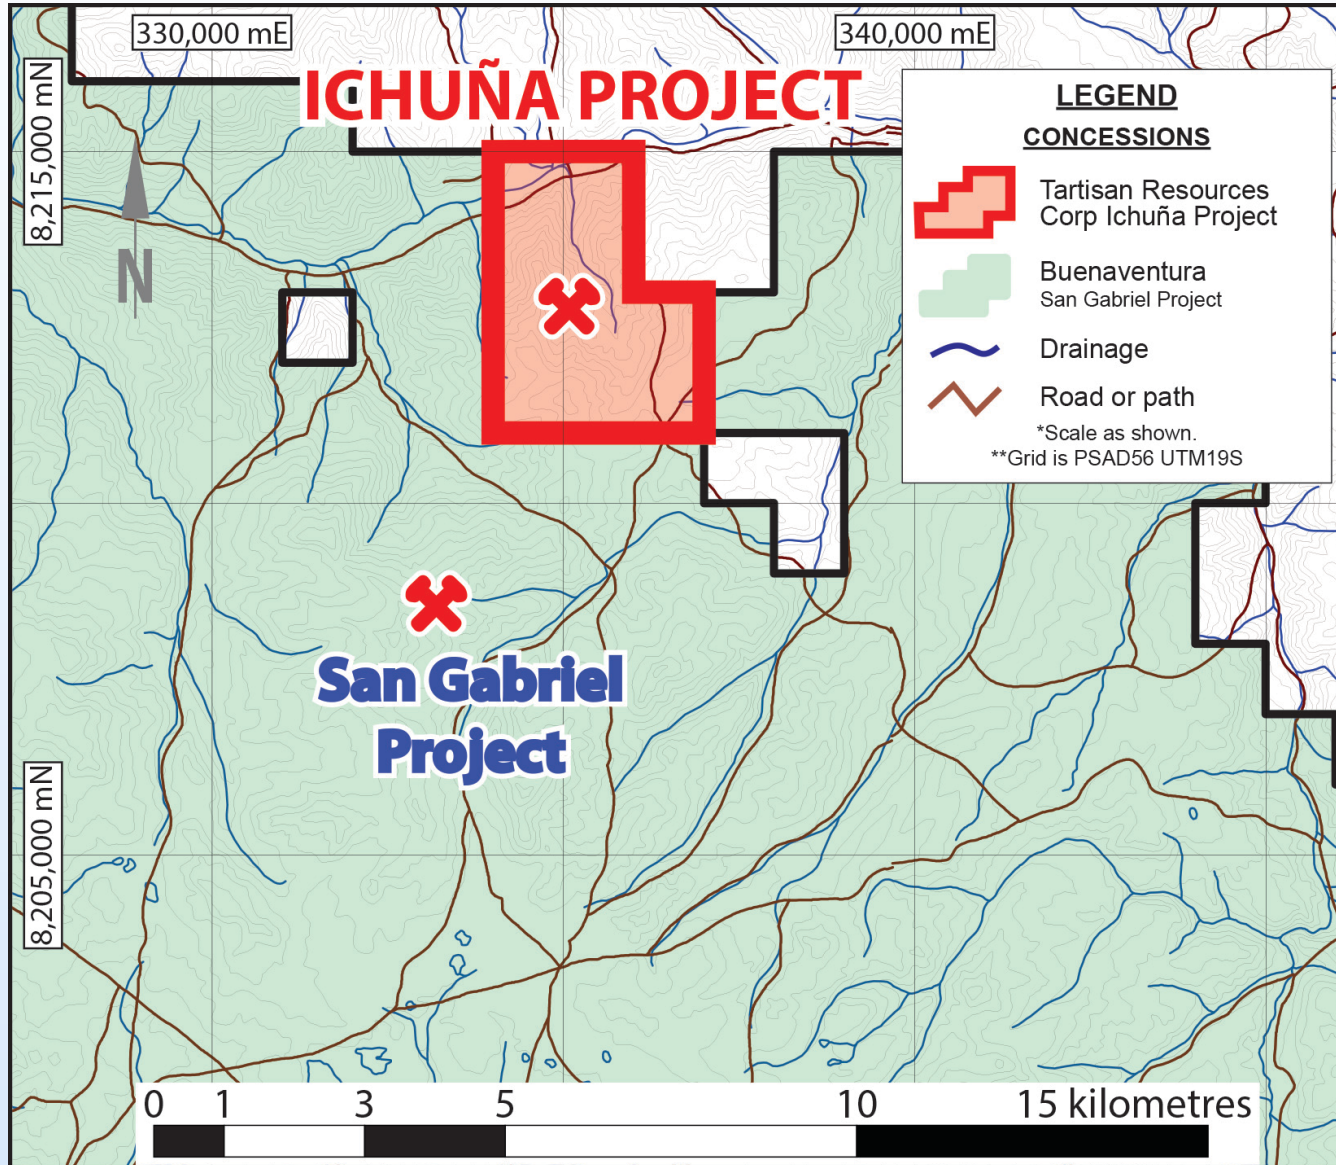 330,000 mE
340,000 mE
8,215,000 mN
ICHUÑA PROJECT
LEGEND
CONCESSIONS
Tartisan Resources
Corp Ichuña Project
Buenaventura
San Gabriel Project
Drainage
Road or path
*Scale as shown.
**Grid is PSAD56 UTM19S
N
San Gabriel
Project
8,205,000 mN
0 1 3 5 10 15 kilometres